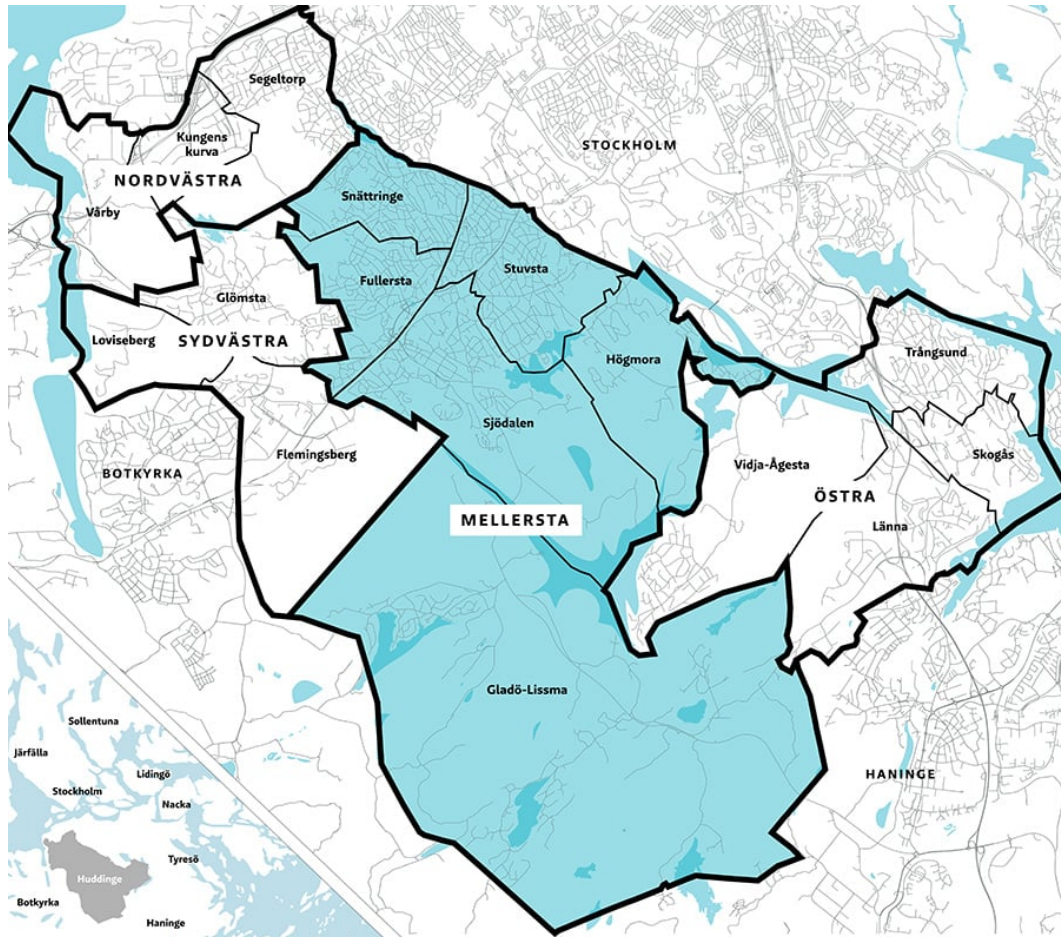 Segeltorp
Kungens
kurva
STOCKHOLM
NORDVÄSTRA
Snättringe
Vårby
Stuvsta
Fullersta
Glömsta
Loviseberg
SYDVÄSTRA
Högmora
Trångsund
Sjödalen
Flemingsberg
Skogås
Vidja-Ågesta
BOTKYRKA
ÖSTRA
MELLERSTA
Länna
Gladö-Lissma
HANINGE
Sollentuna
Järfälla
Lidingö
Stockholm
Nacka
Tyresö
Huddinge
Botkyrka
Haninge